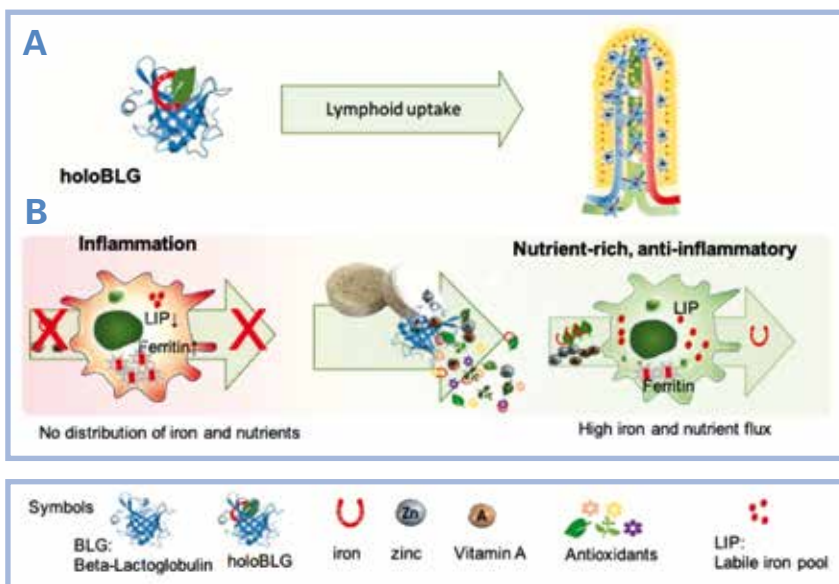 A
Lymphoid uptake
holoBLG
B
Inflammation
Nutrient-rich, anti-inflammatory
LIP↓
Ferritin↑
LIP
Ferritin
No distribution of iron and nutrients
High iron and nutrient flux
Symbols
Zn
A
BLG:
Beta-Lactoglobulin
holoBLG
iron
zinc
Vitamin A
Antioxidants
LIP:
Labile iron pool